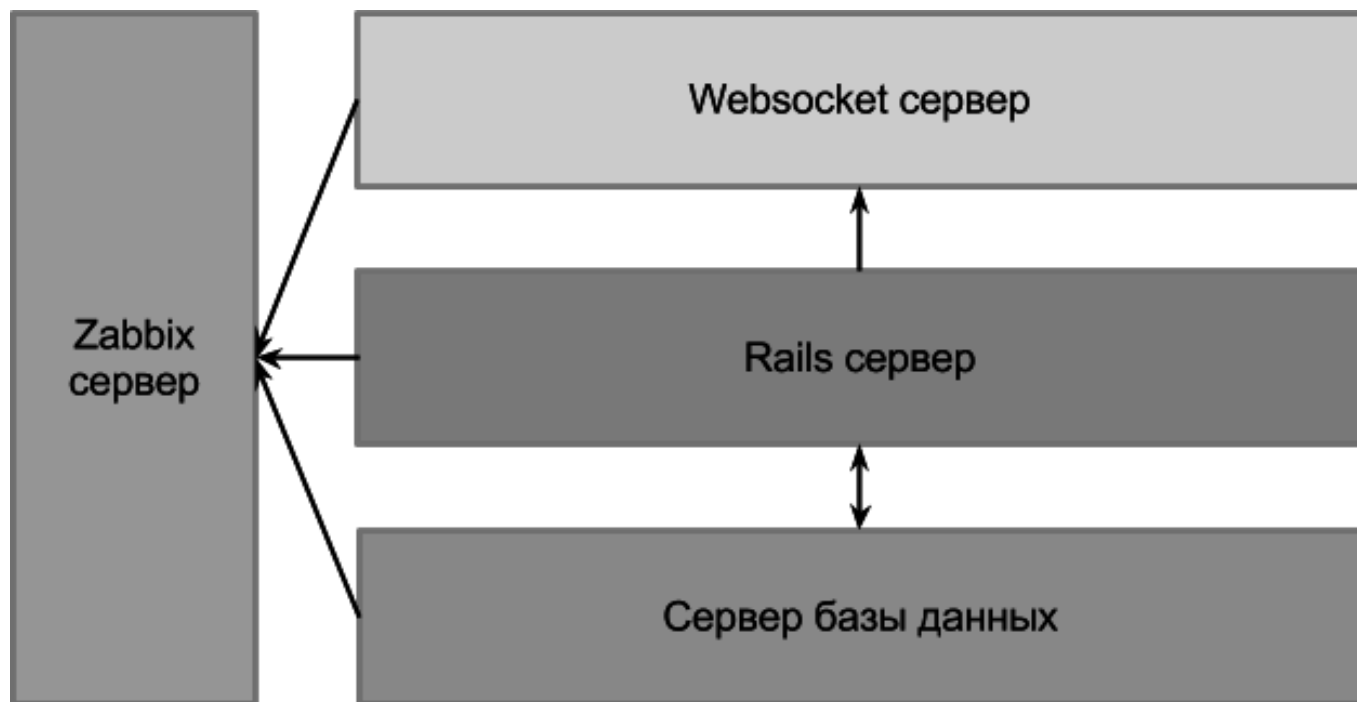 Websocket сервер
Zabbix
сервер
Rails сервер
Сервер базы данных